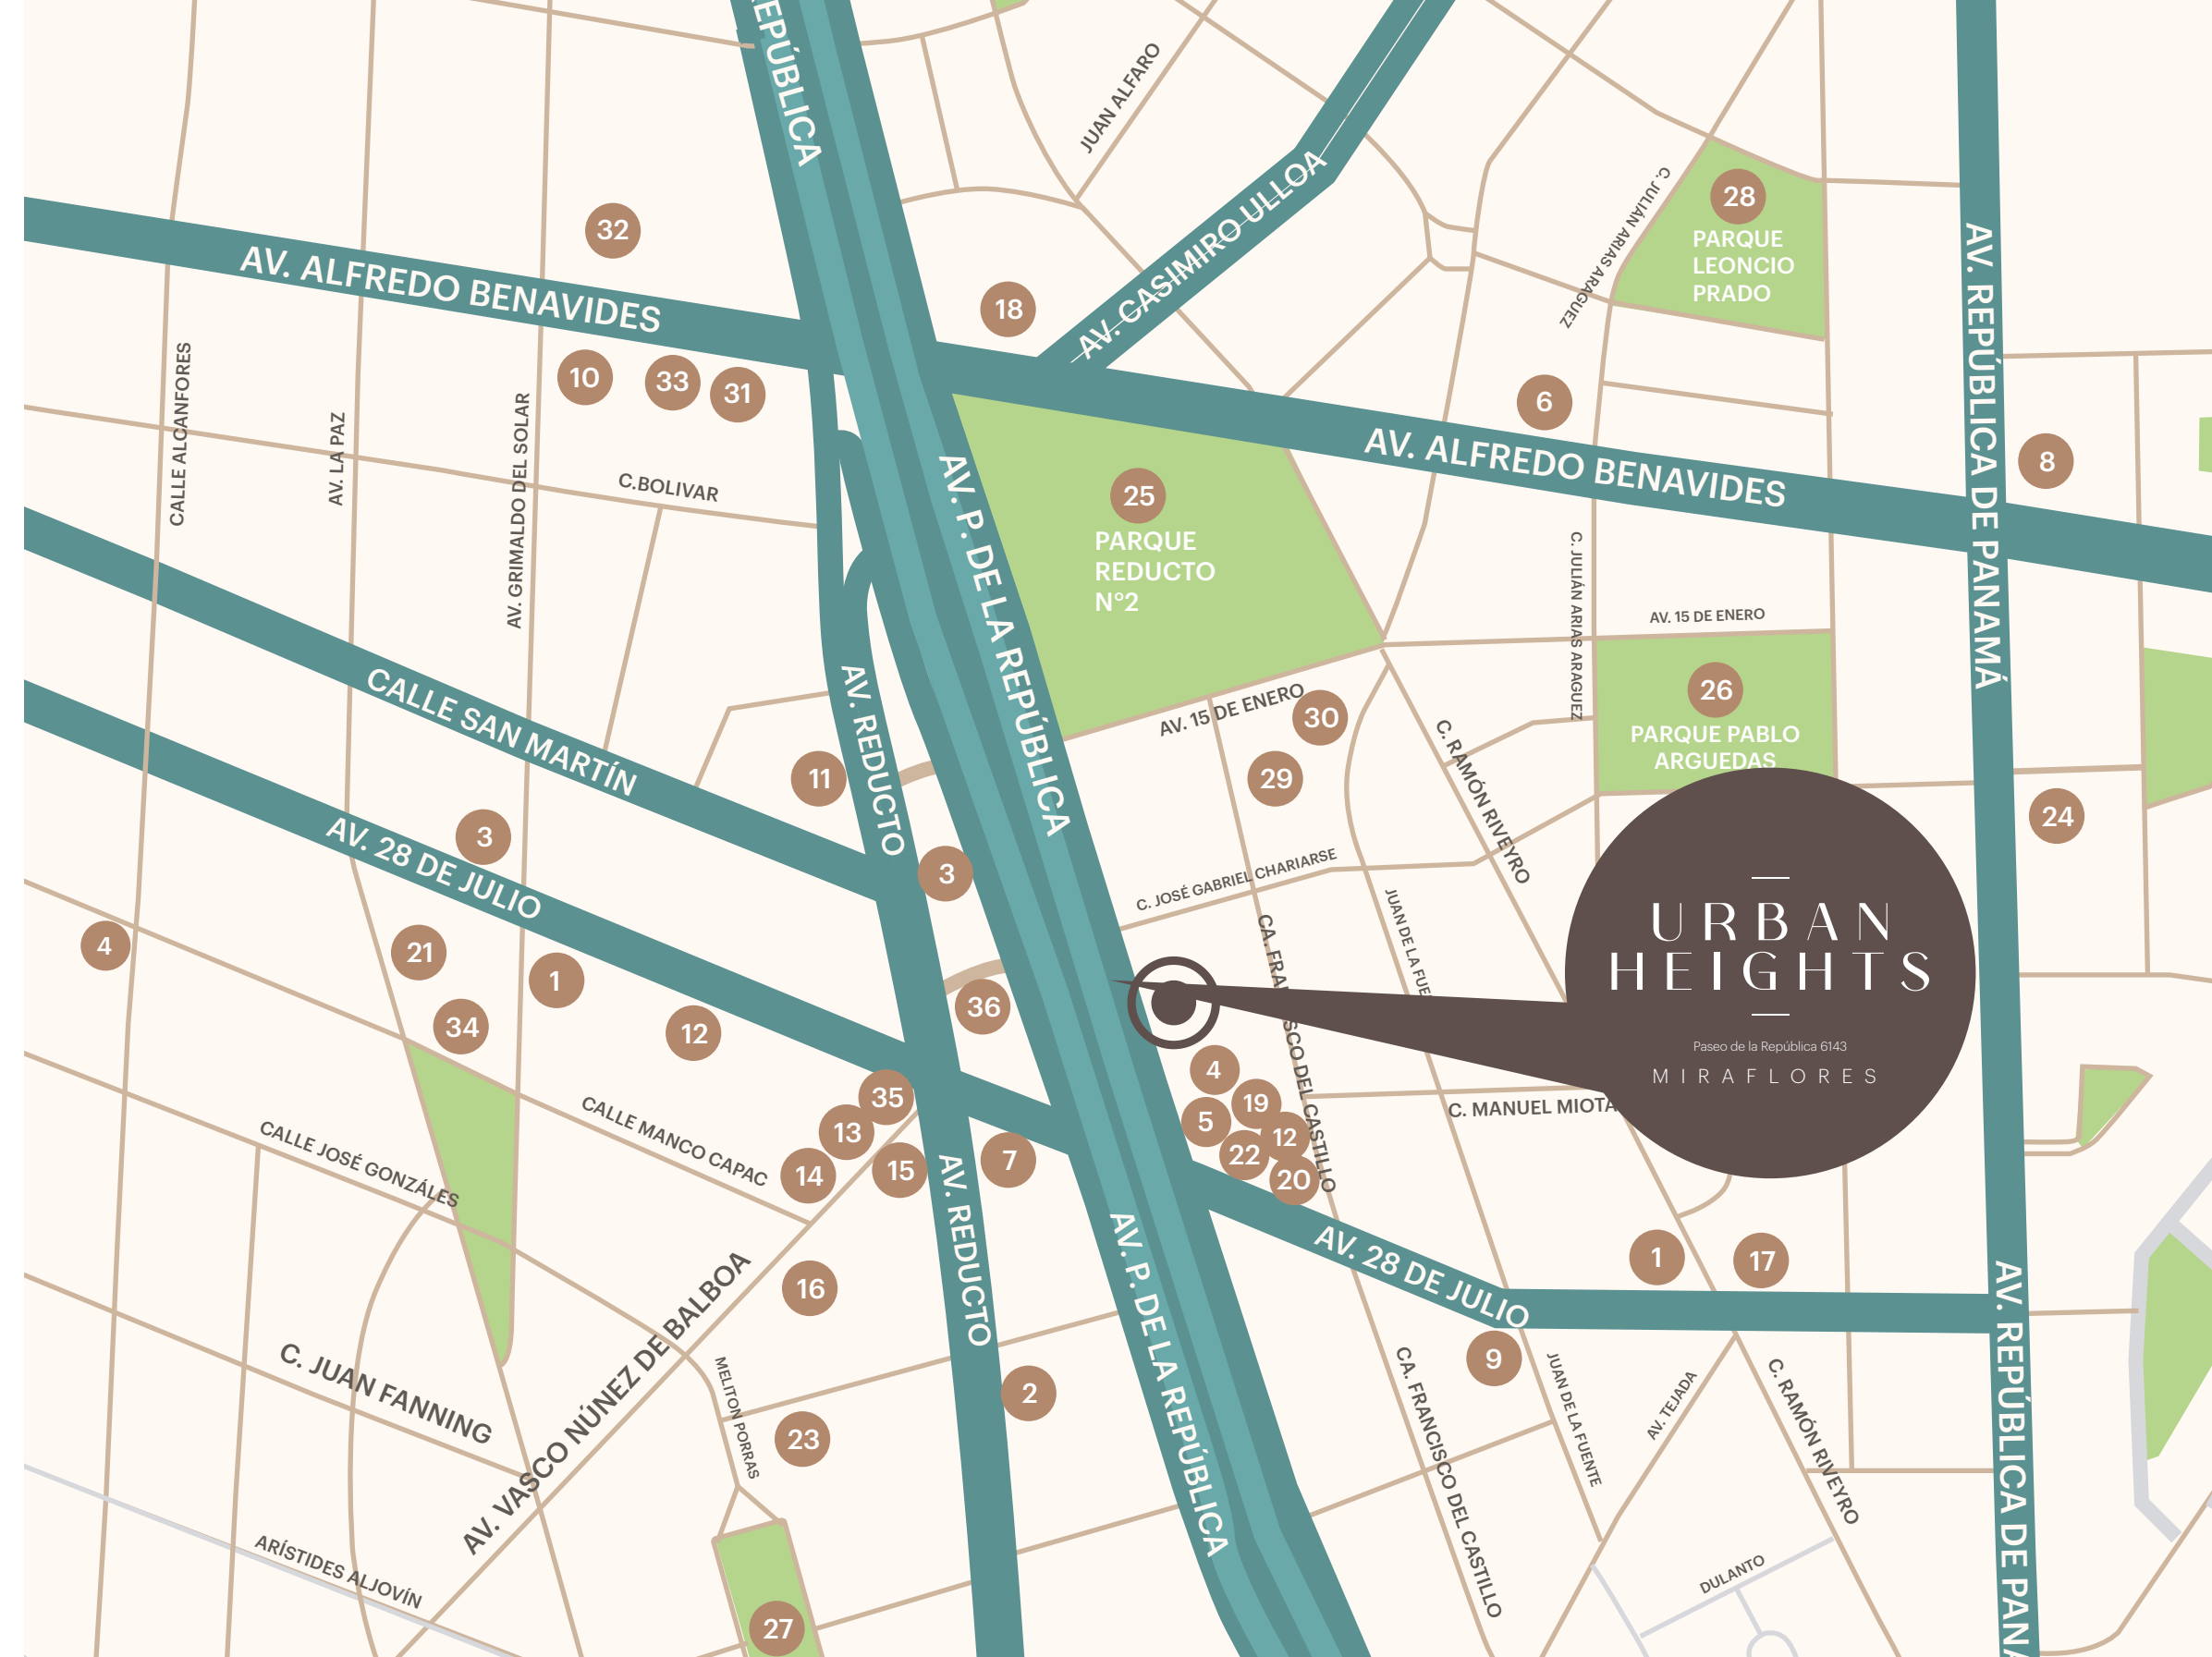 REPÚBLICA
JUAN ALFARO
AV. CASIMIRO ULLOA
C. JULIÁN ARIAS ARAGUEZ
28
PARQUE
LEONCIO
PRADO
32
AV. ALFREDO BENAVIDES
18
AV. REPÚBLICA DE PANAMÁ
10
33
31
6
AV. ALFREDO BENAVIDES
8
CALLE ALCANFORES
AV. LA PAZ
AV. GRIMALDO DEL SOLAR
C.BOLIVAR
25
PARQUE
REDUCTO
N°2
AV. P. DE LA REPÚBLICA
C. JULIÁN ARIAS ARAGUEZ
AV. 15 DE ENERO
26
PARQUE PABLO
ARGUEDAS
CALLE SAN MARTÍN
AV. REDUCTO
AV. 15 DE ENERO
30
29
11
C. RAMÓN RIVEYRO
24
3
AV. 28 DE JULIO
3
C. JOSÉ GABRIEL CHARIARSE
URBAN
HEIGHTS
Paseo de la República 6143
MIRAFLORES
4
21
1
34
12
36
CA. FRANCISCO DEL CASTILLO
JUAN DE LA FUE
4
19
5
12
22
20
C. MANUEL MIOTA
35
13
14
15
7
CALLE MANCO CAPAC
CALLE JOSÉ GONZÁLES
AV. REDUCTO
AV. P. DE LA REPÚBLICA
AV. 28 DE JULIO
1
17
16
9
C. JUAN FANNING
AV. VASCO NÚNEZ DE BALBOA
MELITON PORRAS
2
23
CA. FRANCISCO DEL CASTILLO
JUAN DE LA FUENTE
AV. TEJADA
C. RAMÓN RIVEYRO
AV. REPÚBLICA DE PANA
ARÍSTIDES ALJOVÍN
DULANTO
27